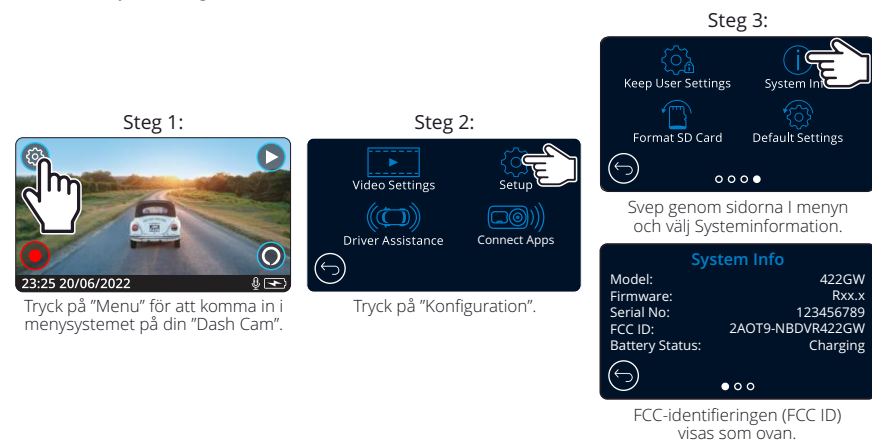 Steg 1:
23:25 20/06/2022
Tryck på ”Menu” för att komma in i
menysystemet på din ”Dash Cam”.
Steg 2:
Video Settings
Setup
Driver Assistance
Connect Apps
Tryck på ”Konfiguration”.
Steg 3:
Keep User Settings
System In
Format SD Card
Default Settings
Svep genom sidorna I menyn
och välj Systeminformation.
System Info
Model: 422GW
Firmware: Rxx.x
Serial No: 123456789
FCC ID: 2AOT9-NBDVR422GW
Battery Status: Charging
FCC-identifieringen (FCC ID)
visas som ovan.